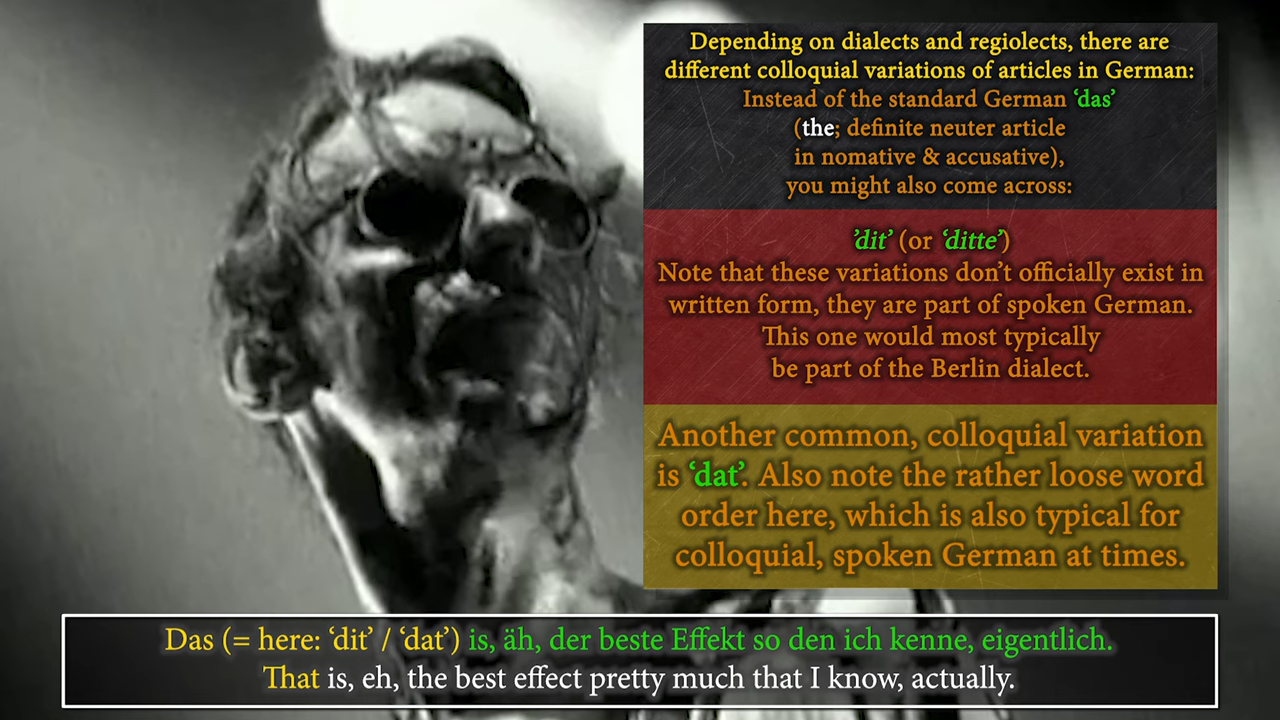 Depending on dialects and regiolects, there are
different colloquial variations of articles in German:
Instead of the standard German ‘das’
(the; definite neuter article
in nomative & accusative),
you might also come across:
’dit’ (or ‘ditte’)
Note that these variations don’t officially exist in
written form, they are part of spoken German.
This one would most typically
be part of the Berlin dialect.
Another common, colloquial variation
is ‘dat’. Also note the rather loose word
order here, which is also typical for
colloquial, spoken German at times.
Das (= here: ‘dit’ / ‘dat’) is, äh, der beste Effekt so den ich kenne, eigentlich.
That is, eh, the best effect pretty much that I know, actually.